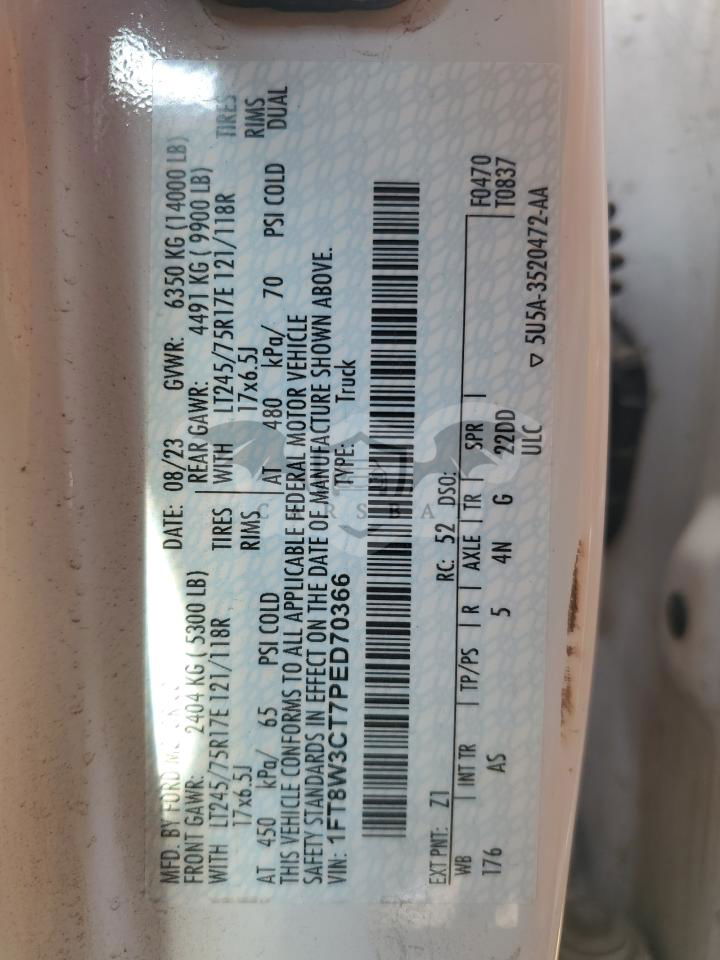 MFD. BY FORD
DATE: 08/23 GVWR: 6350 KG (14000 LB)
FRONT GAWR: 2404 KG ( 5300 LB) REAR GAWR: 4491 KG ( 9900 LB)
WITH LT245/75R17E 121/118R TIRES WITH LT245/75R17E 121/118R TIRES
17x6.5J RIMS 17x6.5J RIMS
AT 450 kPa/ 65 PSI COLD AT 480 kPa/ 70 PSI COLD DUAL
THIS VEHICLE CONFORMS TO ALL APPLICABLE FEDERAL MOTOR VEHICLE
SAFETY STANDARDS IN EFFECT ON THE DATE OF MANUFACTURE SHOWN ABOVE.
VIN: 1FT8W3CT7PED70366 TYPE: Truck
CARSBA
EXT PNT: Z1 RC: 52 DSO: F0470
WB INT TR TP/PS R AXLE TR SPR T0837
176 AS 5 4N G 22DD
ULC
▽ 5U5A-3520472-AA